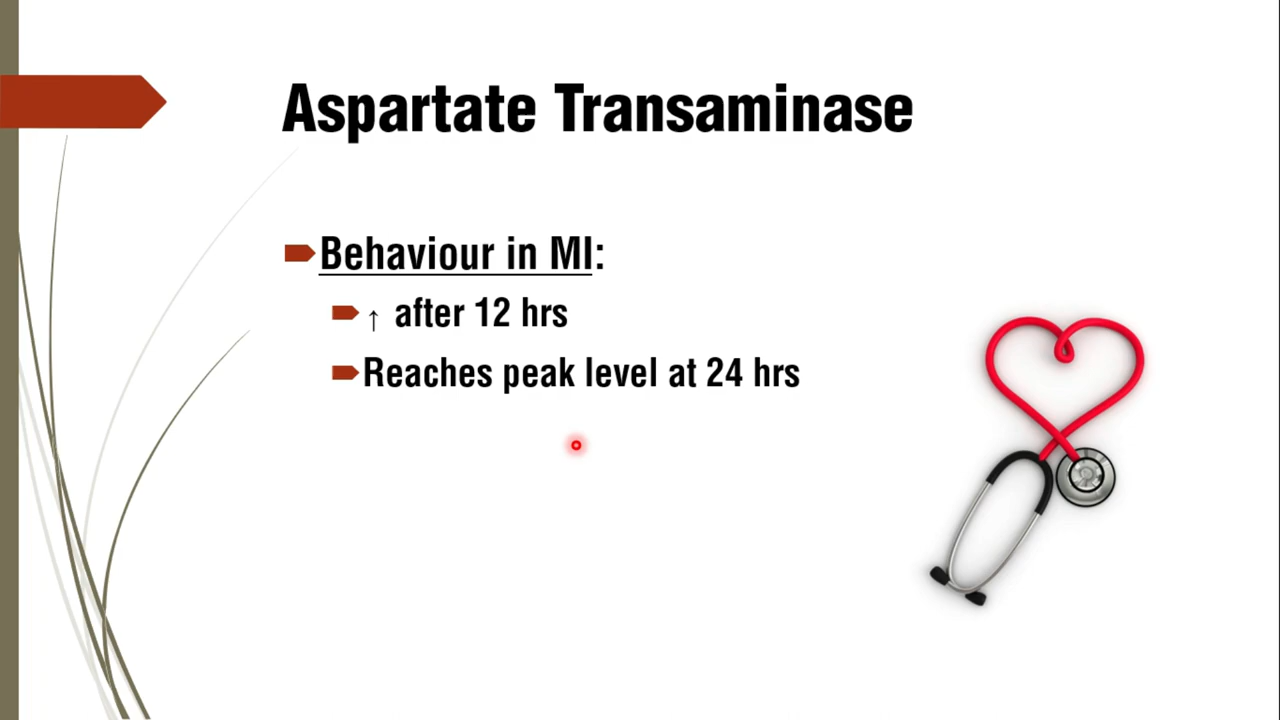 Aspartate Transaminase
Behaviour in MI:
↑ after 12 hrs
Reaches peak level at 24 hrs